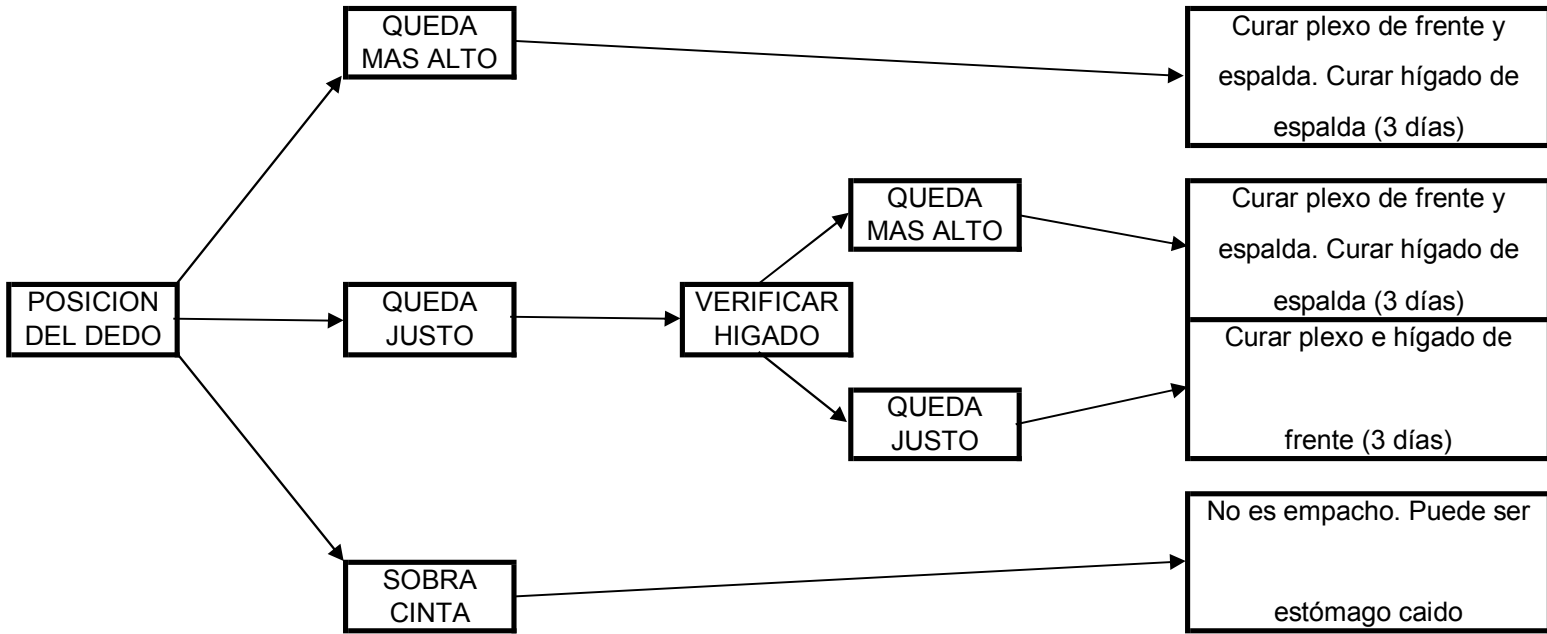 QUEDA
MAS ALTO
Curar plexo de frente y
espalda. Curar hígado de
espalda (3 días)
QUEDA
MAS ALTO
Curar plexo de frente y
espalda. Curar hígado de
espalda (3 días)
POSICION
DEL DEDO
QUEDA
JUSTO
VERIFICAR
HIGADO
Curar plexo e hígado de
frente (3 días)
QUEDA
JUSTO
No es empacho. Puede ser
estómago caido
SOBRA
CINTA